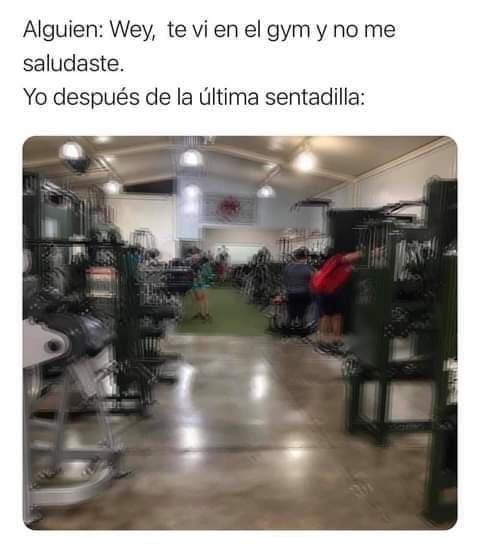 Alguien: Wey, te vi en el gym y no me
saludaste.
Yo después de la última sentadilla: